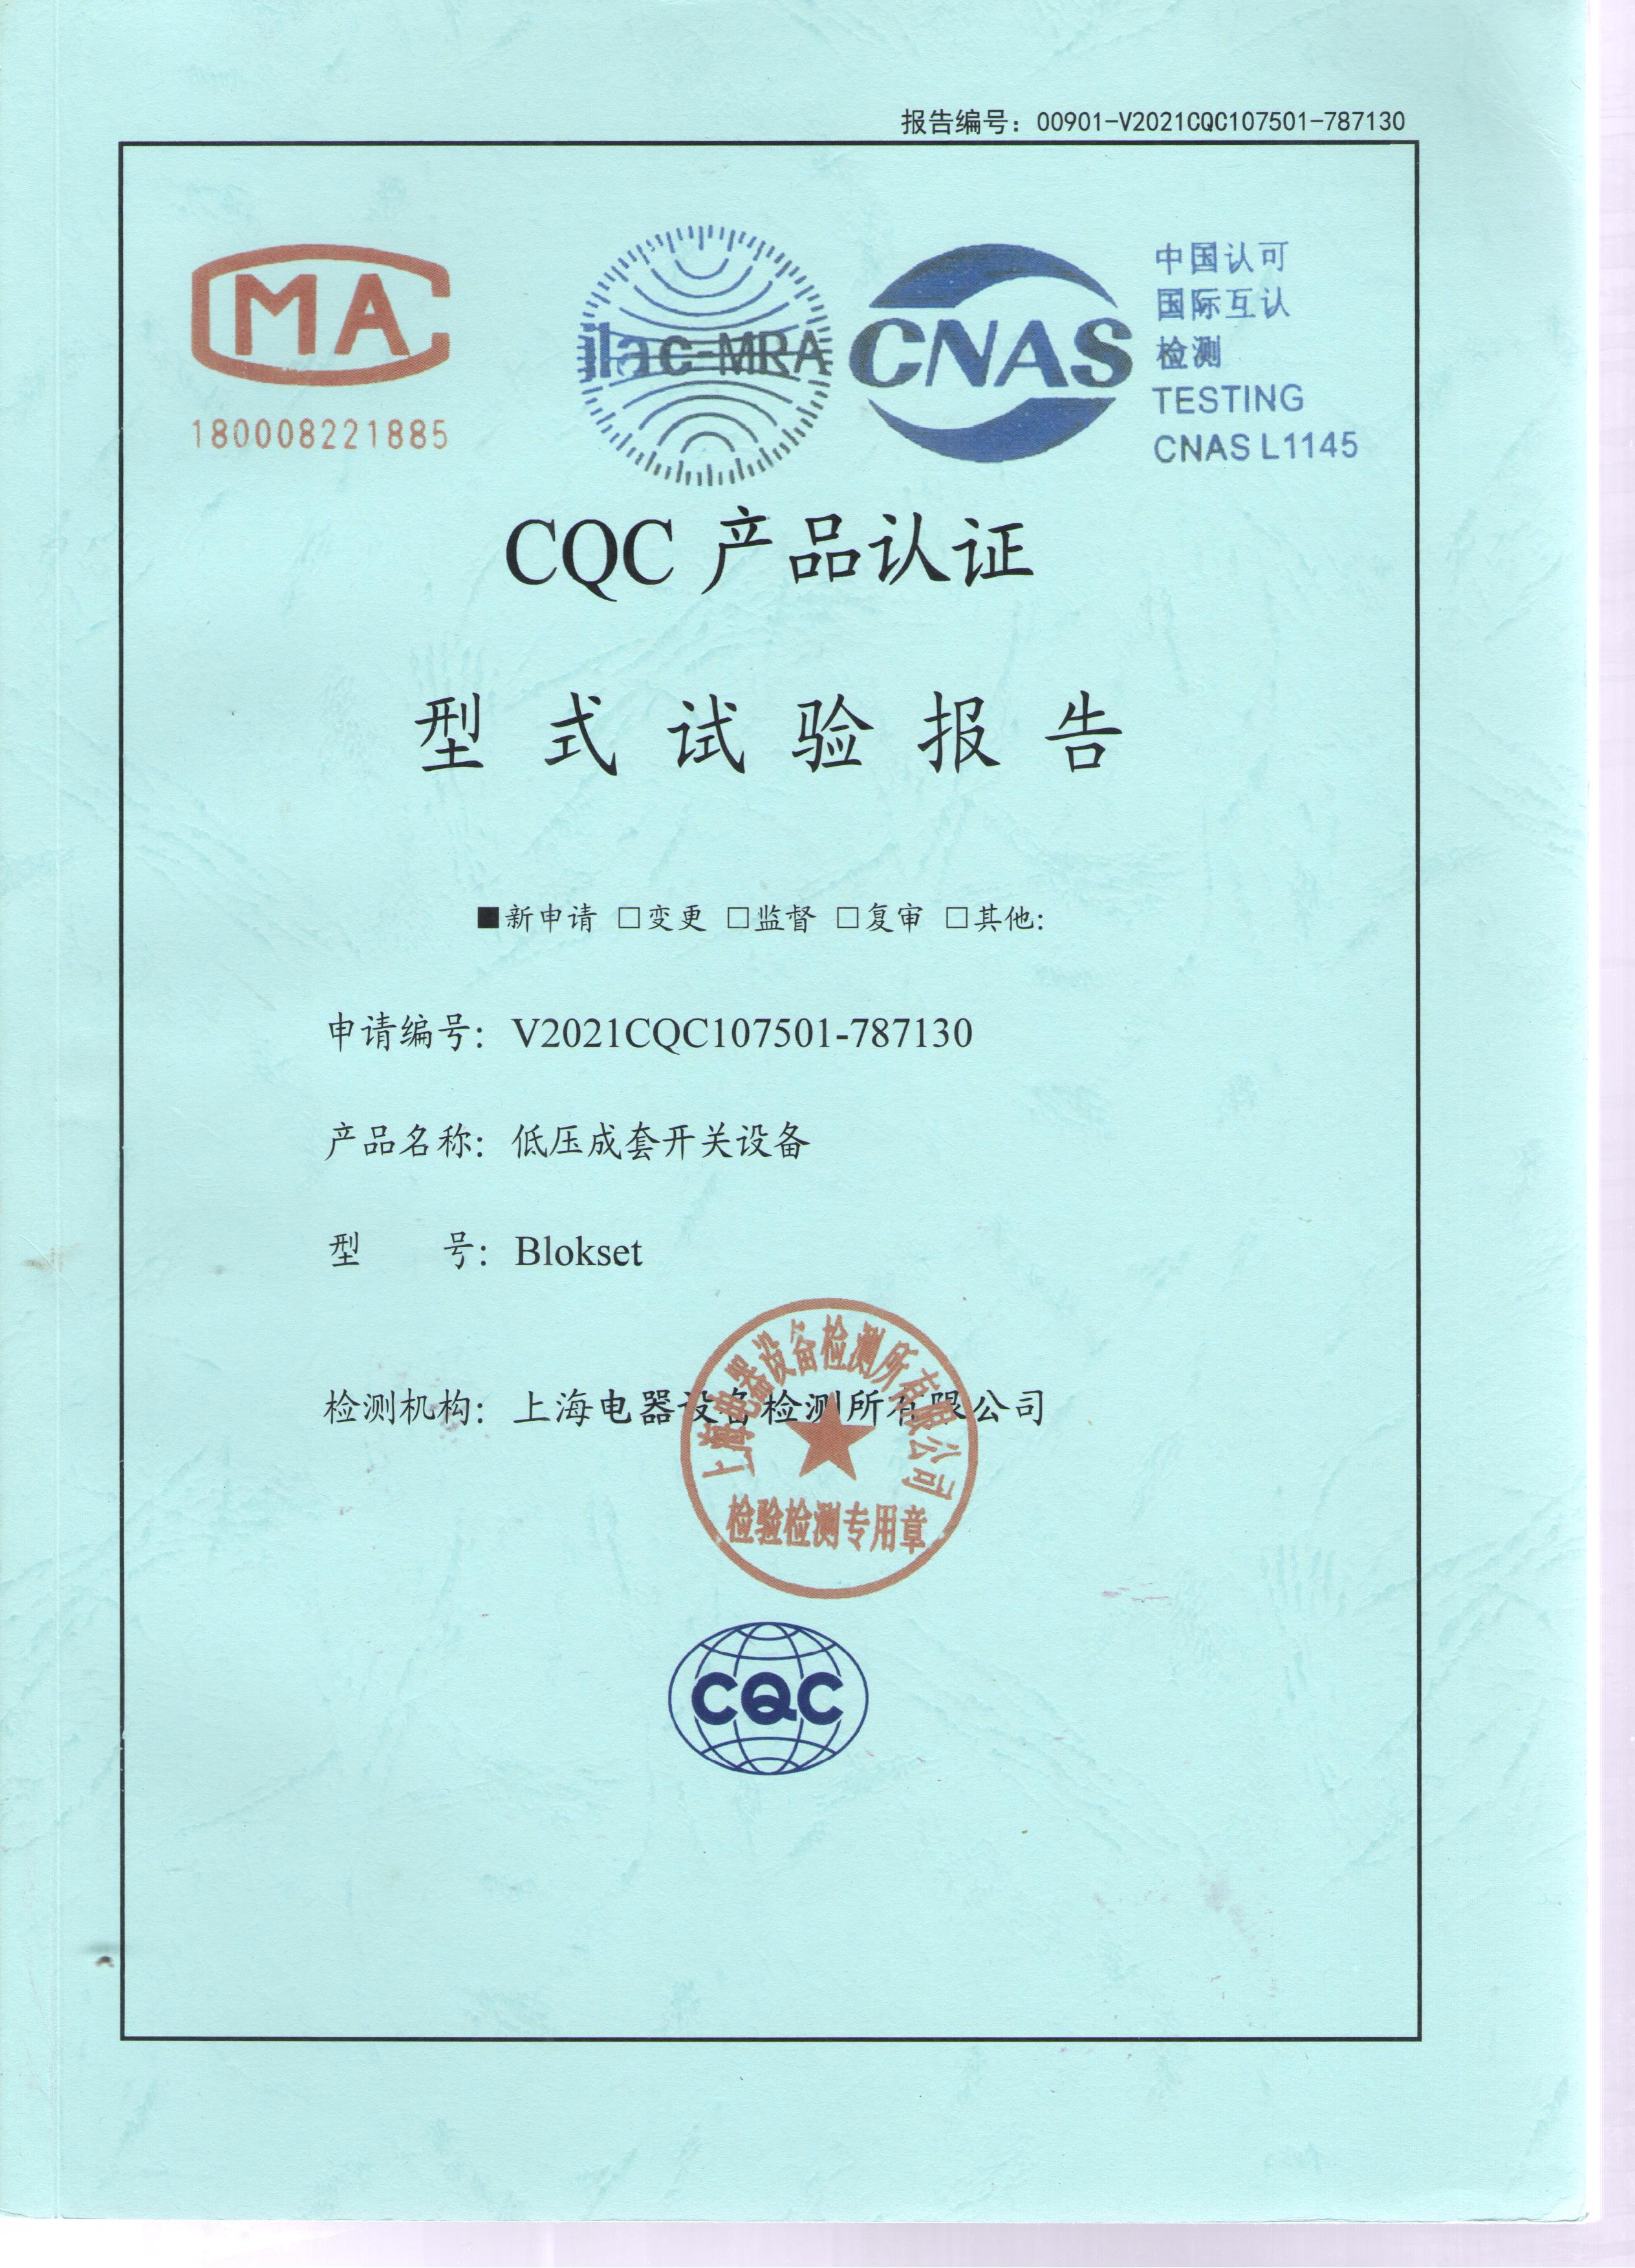 报告编号：00901-V2021CQC107501-787130
MA
180008221885
ilac-MRA
CNAS
中国认可
国际互认
检测
TESTING
CNAS L1145
CQC 产品认证
型式试验报告
■新申请 □变更 □监督 □复审 □其他:
申请编号: V2021CQC107501-787130
产品名称: 低压成套开关设备
型 号: Blokset
检测机构: 上海电器设备检测所有限公司
上海电器设备检测所有限公司
检验检测专用章
CQC